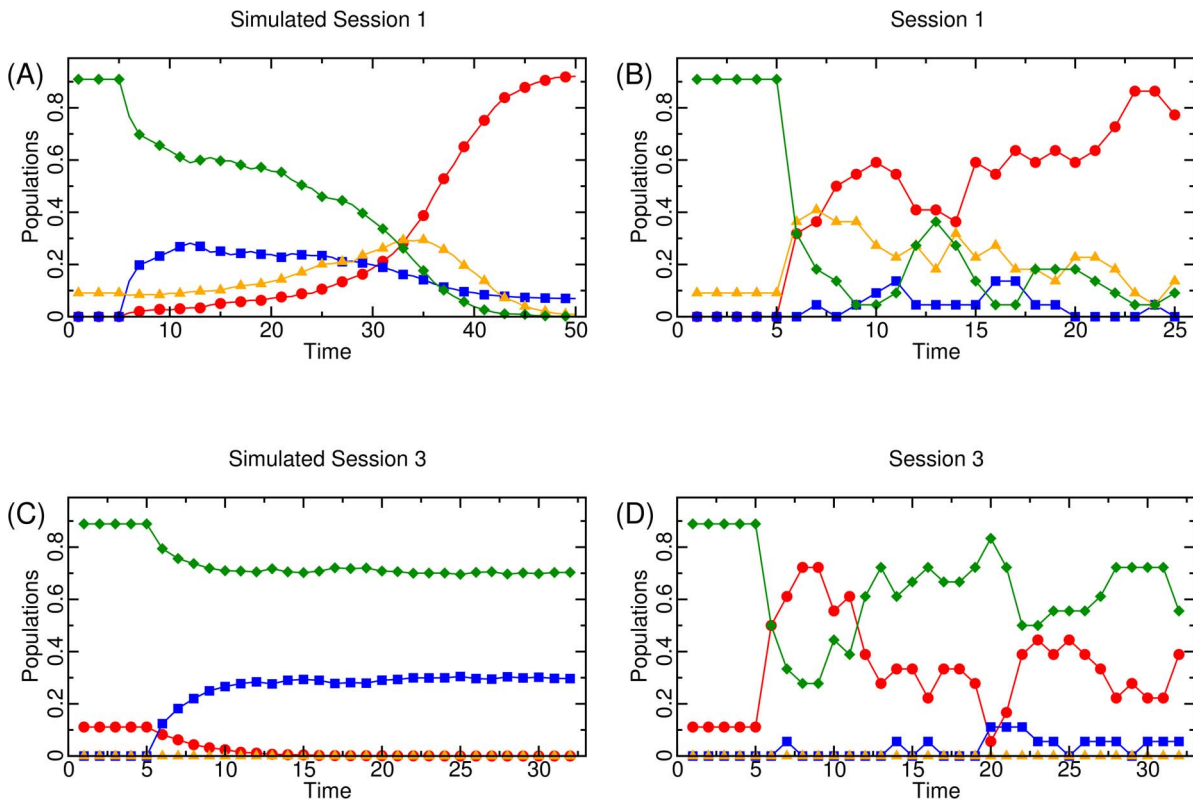 Simulated Session 1
(A)
Populations
0 0.2 0.4 0.6 0.8
0 10 20 30 40 50
Time
Session 1
(B)
Populations
0 0.2 0.4 0.6 0.8
0 5 10 15 20 25
Time
Simulated Session 3
(C)
Populations
0 0.2 0.4 0.6 0.8
0 5 10 15 20 25 30
Time
Session 3
(D)
Populations
0 0.2 0.4 0.6 0.8
0 5 10 15 20 25 30
Time